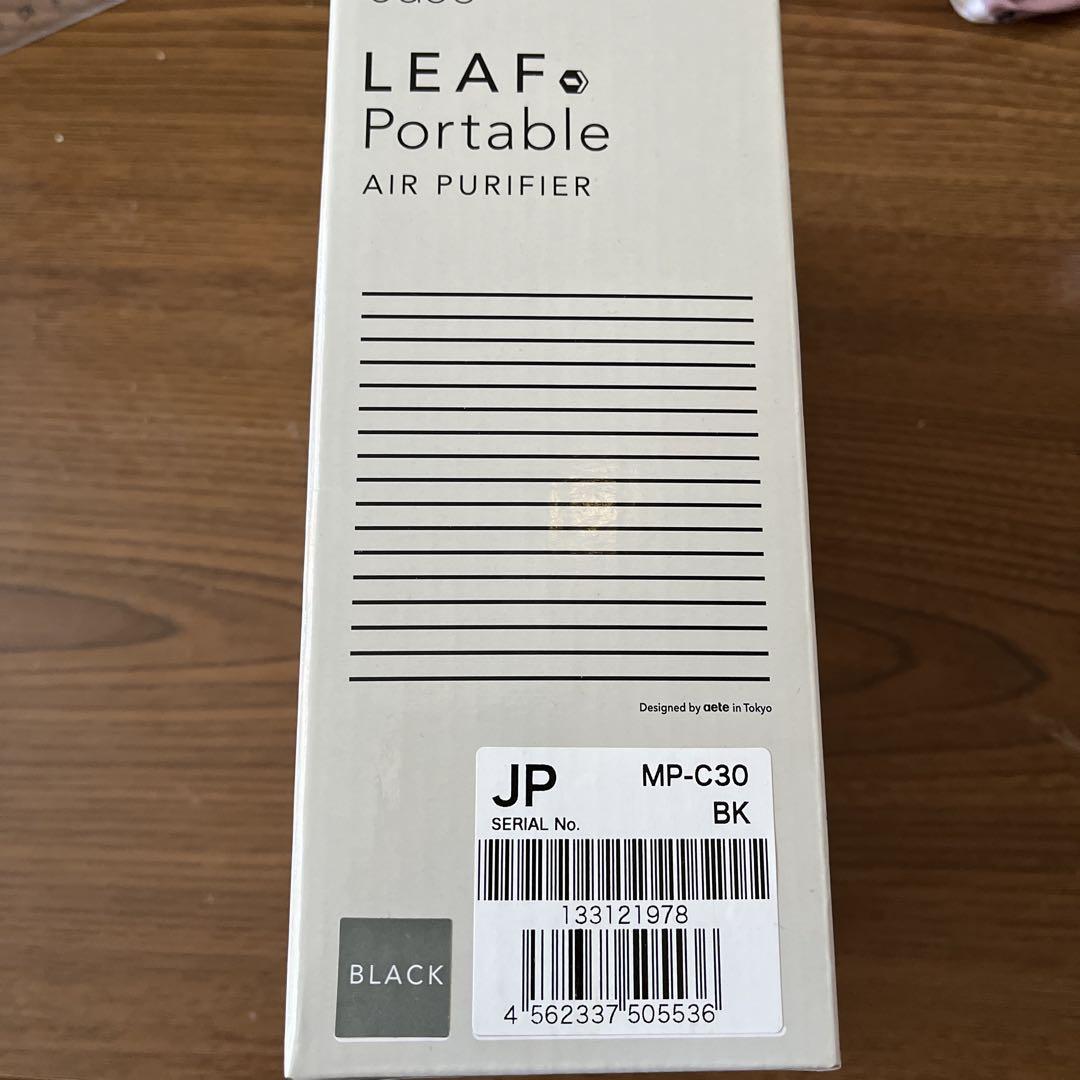 LEAF
Portable
AIR PURIFIER
Designed by aete in Tokyo
JP
MP-C30
SERIAL No.
BK
133121978
4 562337 505536
BLACK